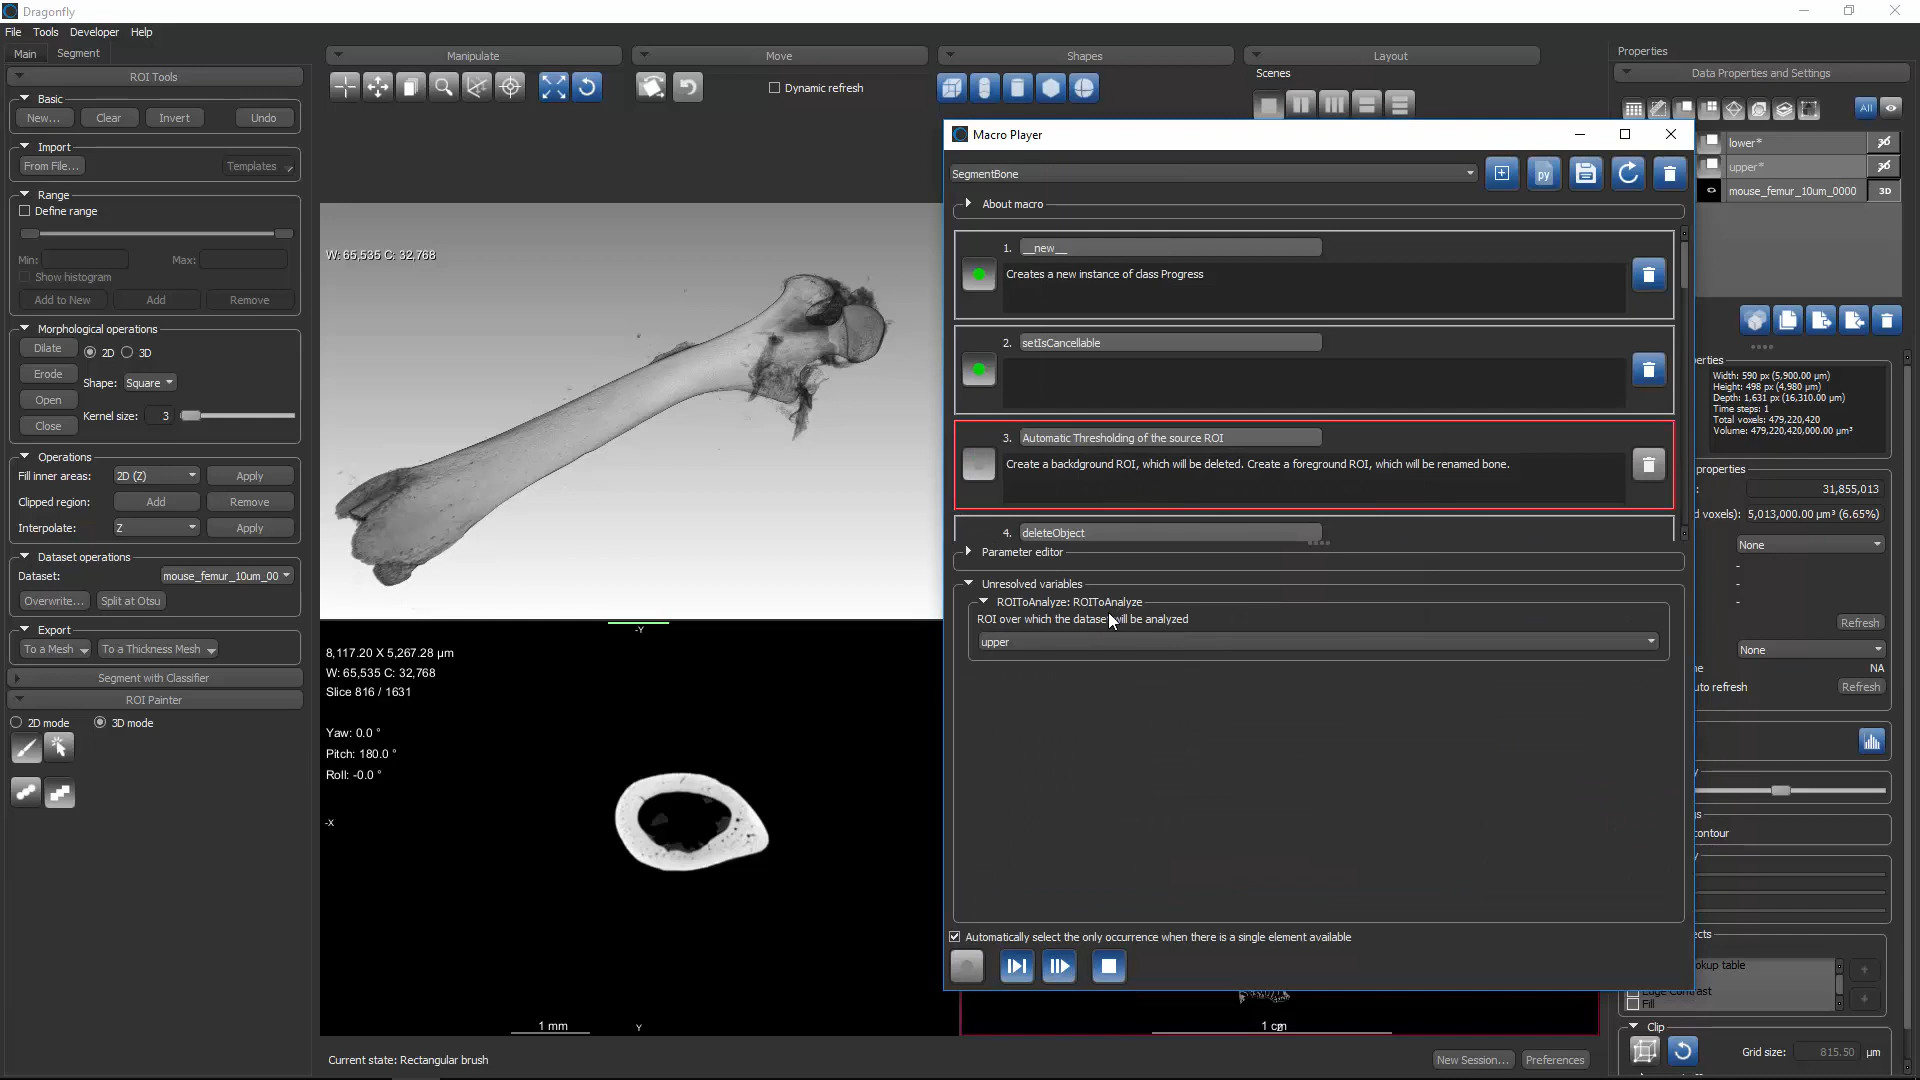 Dragonfly
File Tools Developer Help
Main Segment
ROI Tools
Basic
New... Clear Invert Undo
Import
From File... Templates
Range
Define range
Min: Max:
Show histogram
Add to New Add Remove
Morphological operations
Dilate 2D 3D
Erode Shape: Square
Open
Kernel size: 3
Close
Operations
Fill inner areas: 2D (Z) Apply
Clipped region: Add Remove
Interpolate: Z Apply
Dataset operations
Dataset: mouse_femur_10um_00
Overwrite... Split at Otsu
Export
To a Mesh To a Thickness Mesh
Segment with Classifier
ROI Painter
2D mode 3D mode
Manipulate Move Shapes Layout
Dynamic refresh
Scenes
W: 65,535 C: 32,768
-Y
8,117.20 X 5,267.28 µm
W: 65,535 C: 32,768
Slice 816 / 1631
Yaw: 0.0 °
Pitch: 180.0 °
Roll: -0.0 °
-X
1 mm
Y
Macro Player
SegmentBone
py
About macro
1. __new__
Creates a new instance of class Progress
2. setIsCancellable
3. Automatic Thresholding of the source ROI
Create a backdground ROI, which will be deleted. Create a foreground ROI, which will be renamed bone.
4. deleteObject
Parameter editor
Unresolved variables
ROIToAnalyze: ROIToAnalyze
ROI over which the dataset will be analyzed
upper
Automatically select the only occurrence when there is a single element available
1 cm
Properties
Data Properties and Settings
All
lower*
upper*
mouse_femur_10um_0000 3D
erties
Width: 590 px (5,900.00 µm)
Height: 498 px (4,980 µm)
Depth: 1,631 px (16,310.00 µm)
Time steps: 1
Total voxels: 479,220,420
Volume: 479,220,420,000.00 µm³
properties
: 31,855,013
d voxels): 5,013,000.00 µm³ (6.65%)
None
-
-
-
Refresh
None
ne NA
uto refresh Refresh
contour
ects
ookup table
Edge Contrast
Fill
Clip
Grid size: 815.50 µm
Current state: Rectangular brush
New Session... Preferences